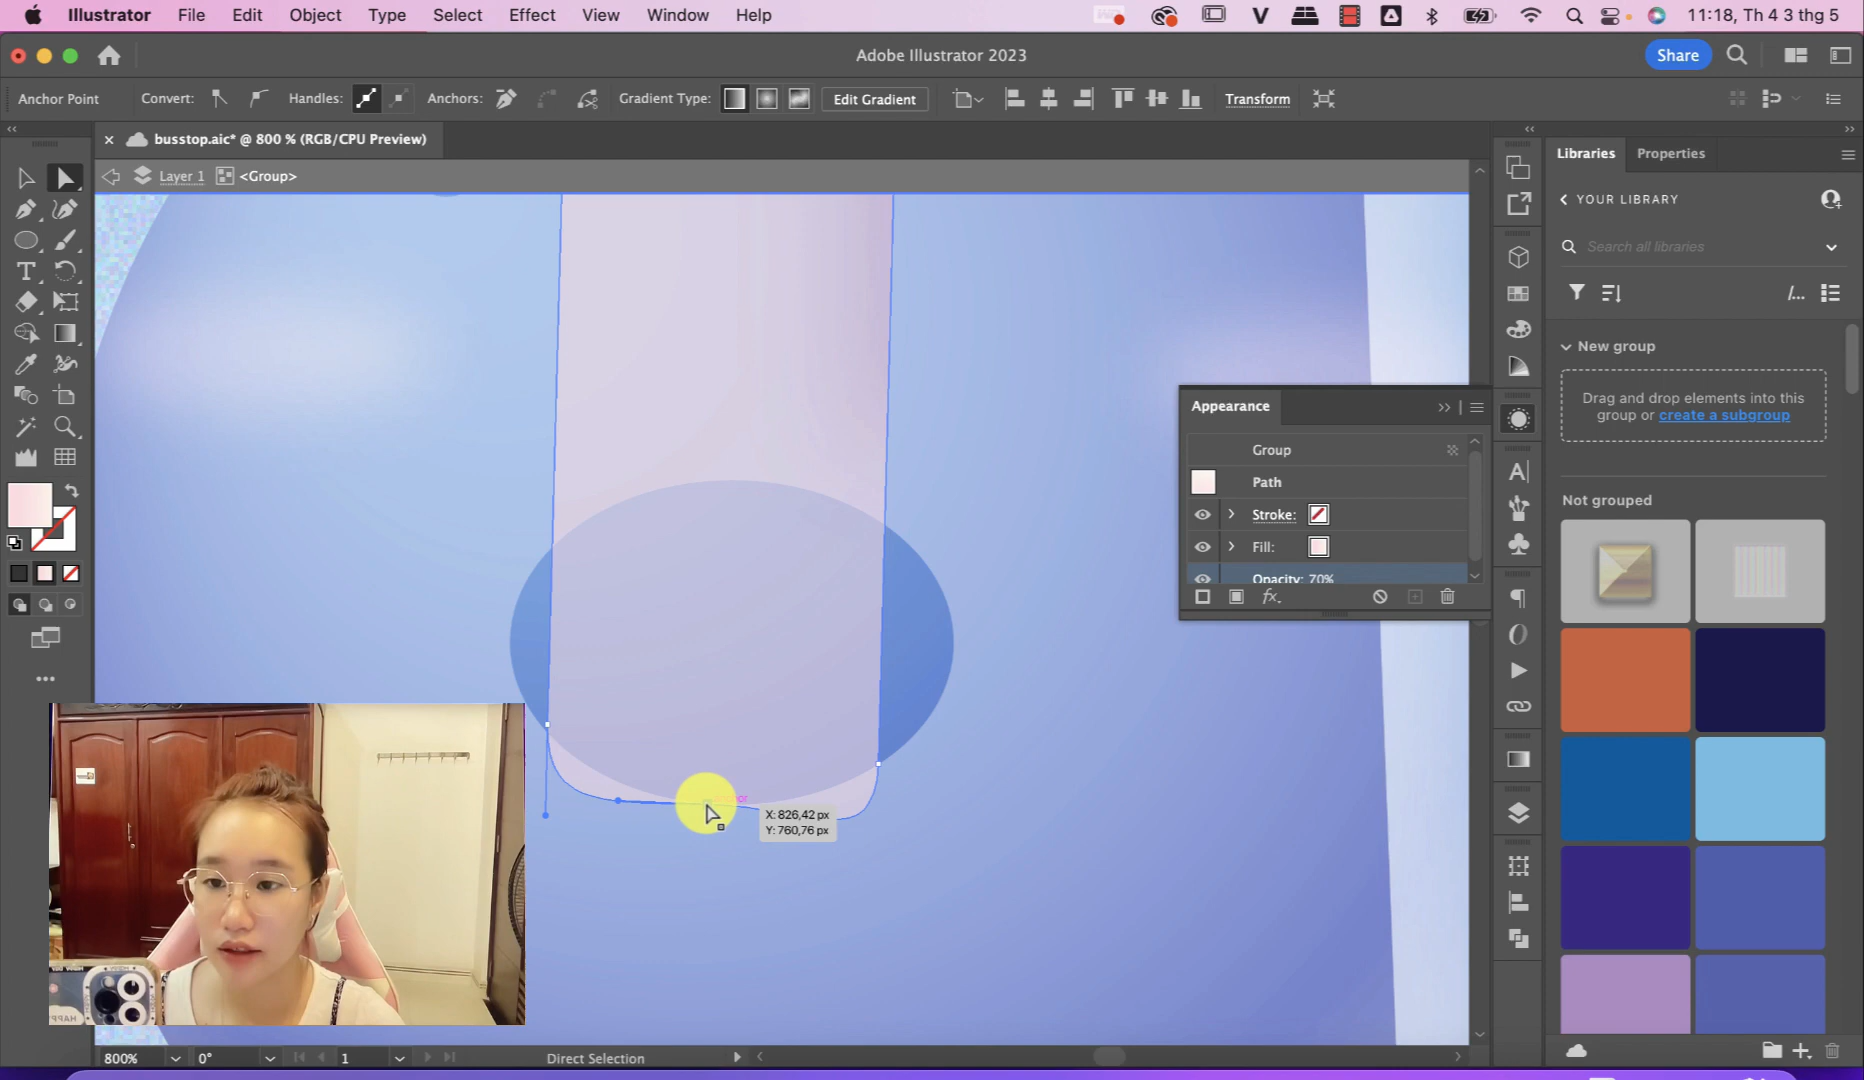 Illustrator File Edit Object Type Select Effect View Window Help
11:18, Th 4 3 thg 5
Adobe Illustrator 2023
Share
Anchor Point Convert: Handles: Anchors: Gradient Type: Edit Gradient Transform
busstop.aic* @ 800 % (RGB/CPU Preview)
Libraries Properties
Layer 1 <Group>
YOUR LIBRARY
Search all libraries
New group
Drag and drop elements into this
group or create a subgroup
Appearance
Group
Path
Stroke:
Fill:
Opacity: 70%
fx.
Not grouped
X: 826,42 px
Y: 760,76 px
800% 0° 1 Direct Selection